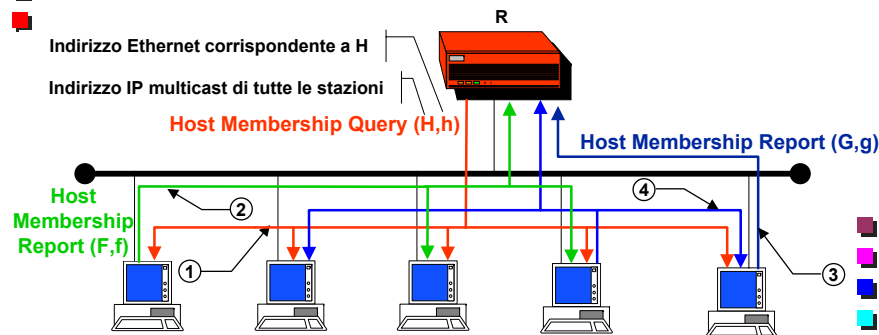 R
Indirizzo Ethernet corrispondente a H
Indirizzo IP multicast di tutte le stazioni
Host Membership Query (H,h)
Host Membership Report (G,g)
Host
Membership
Report (F,f)
2
4
1
3